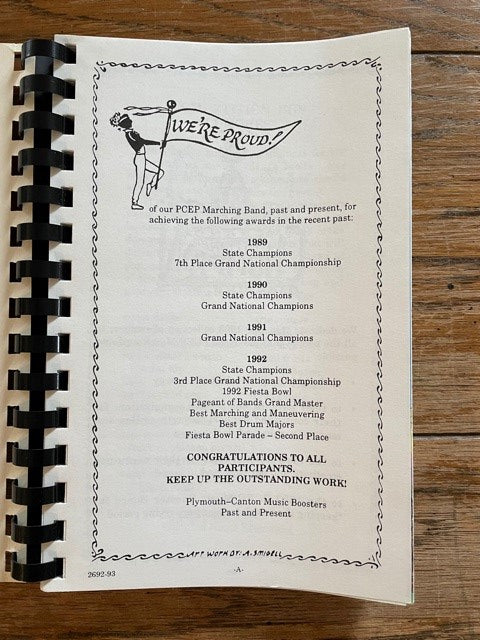 WE'RE PROUD!
of our PCEP Marching Band, past and present, for
achieving the following awards in the recent past:
1989
State Champions
7th Place Grand National Championship
1990
State Champions
Grand National Champions
1991
Grand National Champions
1992
State Champions
3rd Place Grand National Championship
1992 Fiesta Bowl
Pageant of Bands Grand Master
Best Marching and Maneuvering
Best Drum Majors
Fiesta Bowl Parade – Second Place
CONGRATULATIONS TO ALL
PARTICIPANTS.
KEEP UP THE OUTSTANDING WORK!
Plymouth–Canton Music Boosters
Past and Present
ART WORK BY: A.
2692-93
-A-